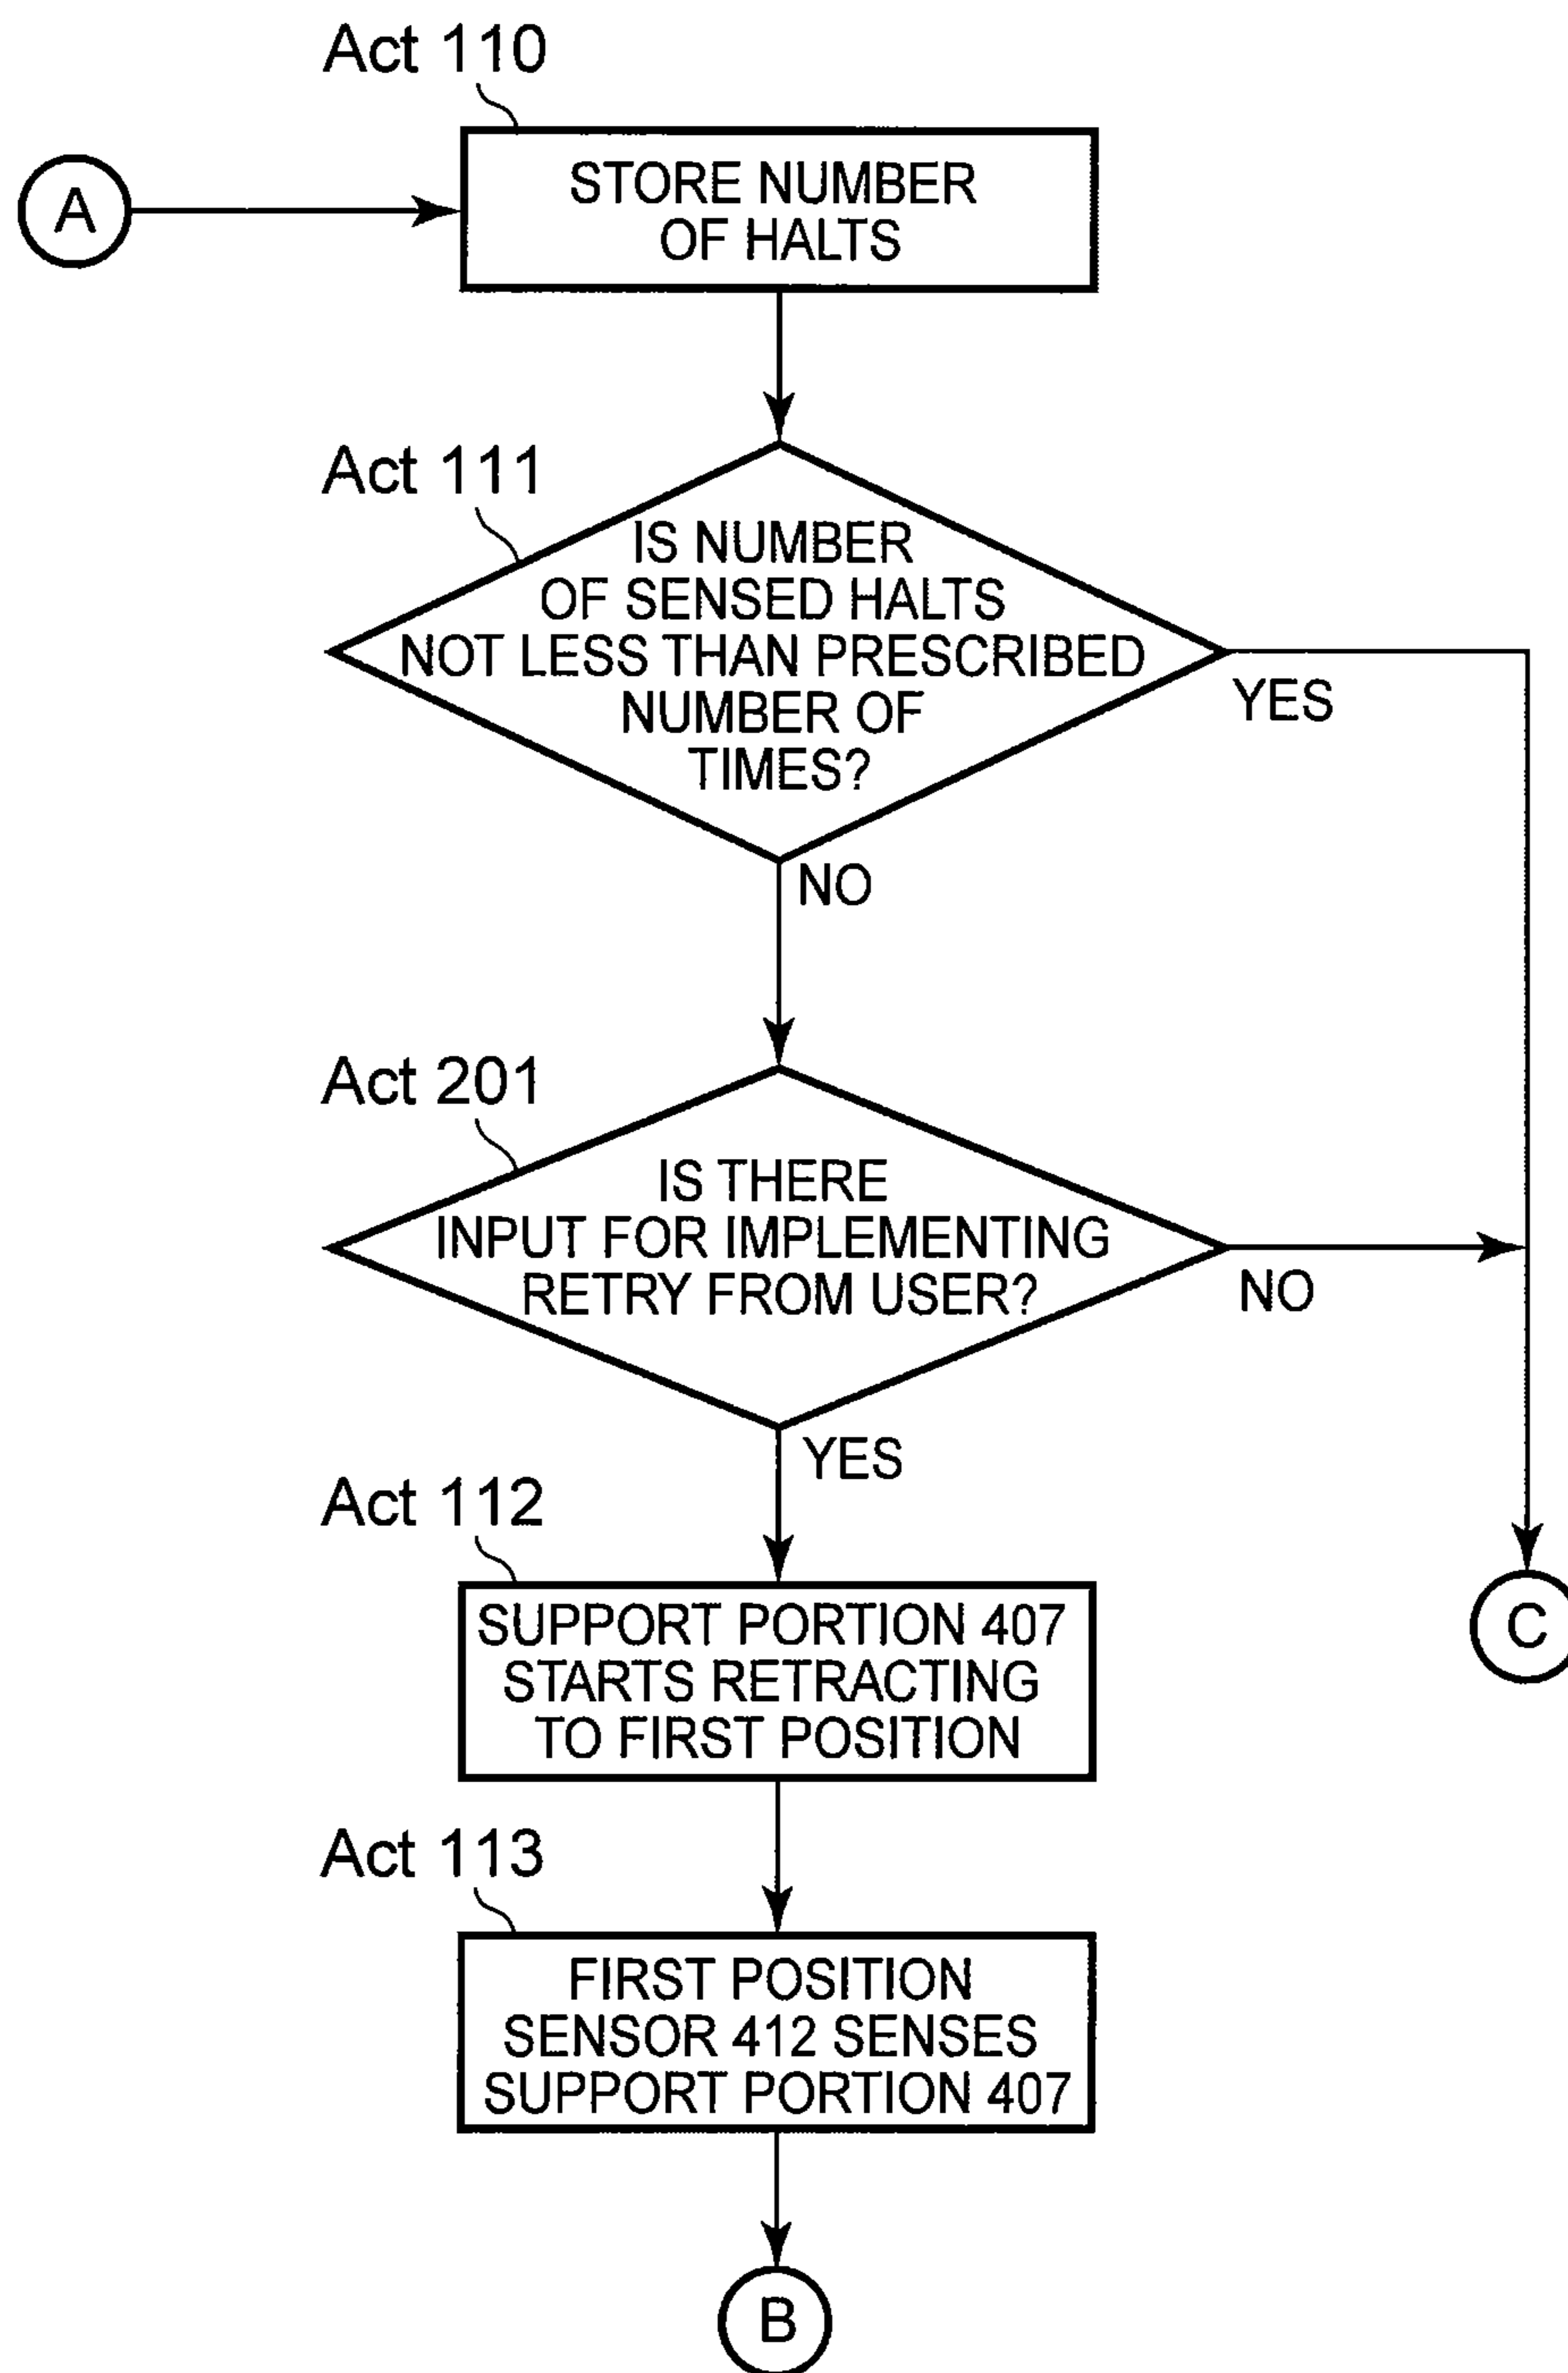 Act 110
A
STORE NUMBER
OF HALTS
Act 111
IS NUMBER
OF SENSED HALTS
NOT LESS THAN PRESCRIBED
NUMBER OF
TIMES?
YES
NO
Act 201
IS THERE
INPUT FOR IMPLEMENTING
RETRY FROM USER?
NO
YES
Act 112
SUPPORT PORTION 407
STARTS RETRACTING
TO FIRST POSITION
C
Act 113
FIRST POSITION
SENSOR 412 SENSES
SUPPORT PORTION 407
B